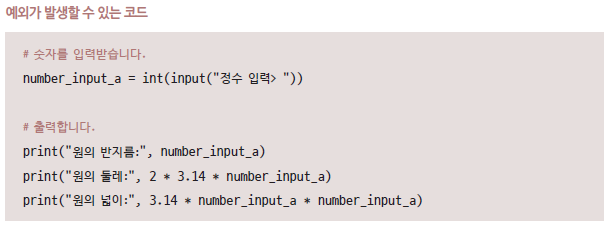 예외가 발생할 수 있는 코드
# 숫자를 입력받습니다.
number_input_a = int(input("정수 입력> "))
# 출력합니다.
print("원의 반지름:", number_input_a)
print("원의 둘레:", 2 * 3.14 * number_input_a)
print("원의 넓이:", 3.14 * number_input_a * number_input_a)